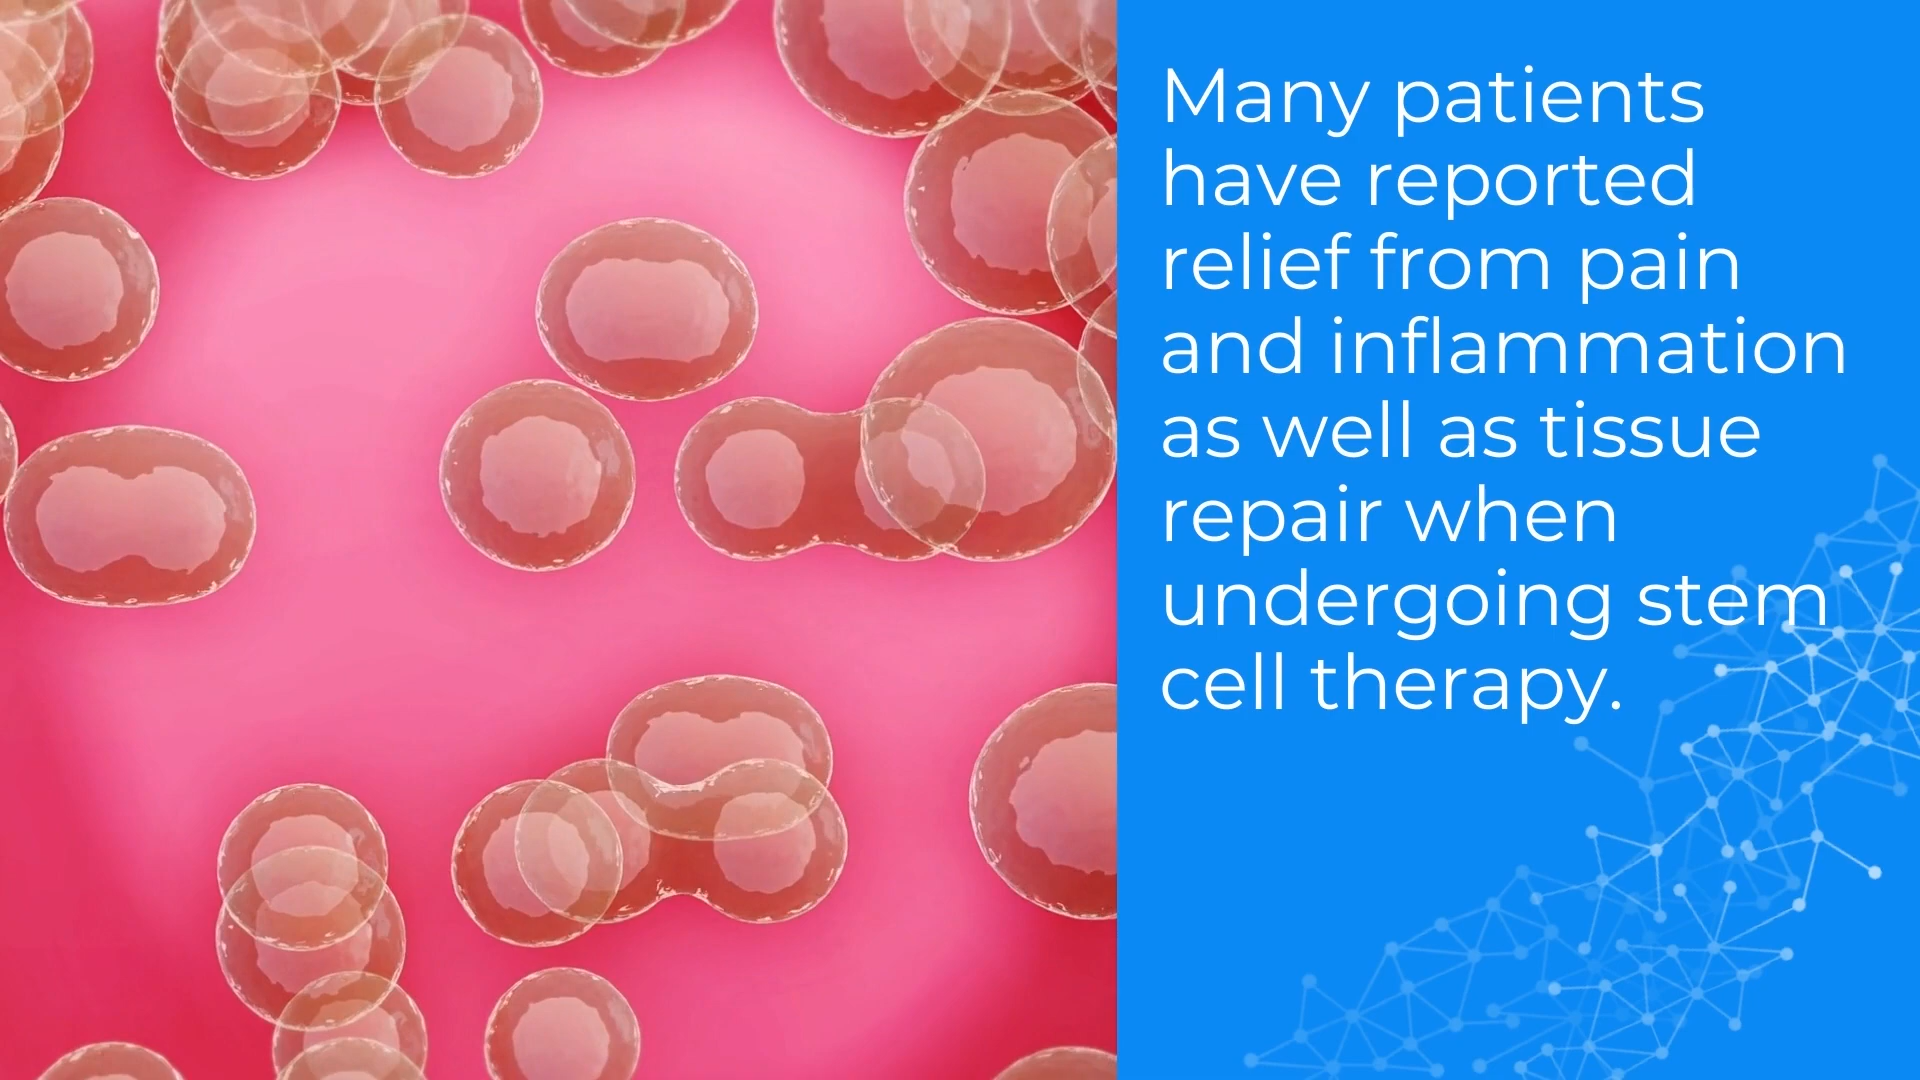 Many patients
have reported
relief from pain
and inflammation
as well as tissue
repair when
undergoing stem
cell therapy.